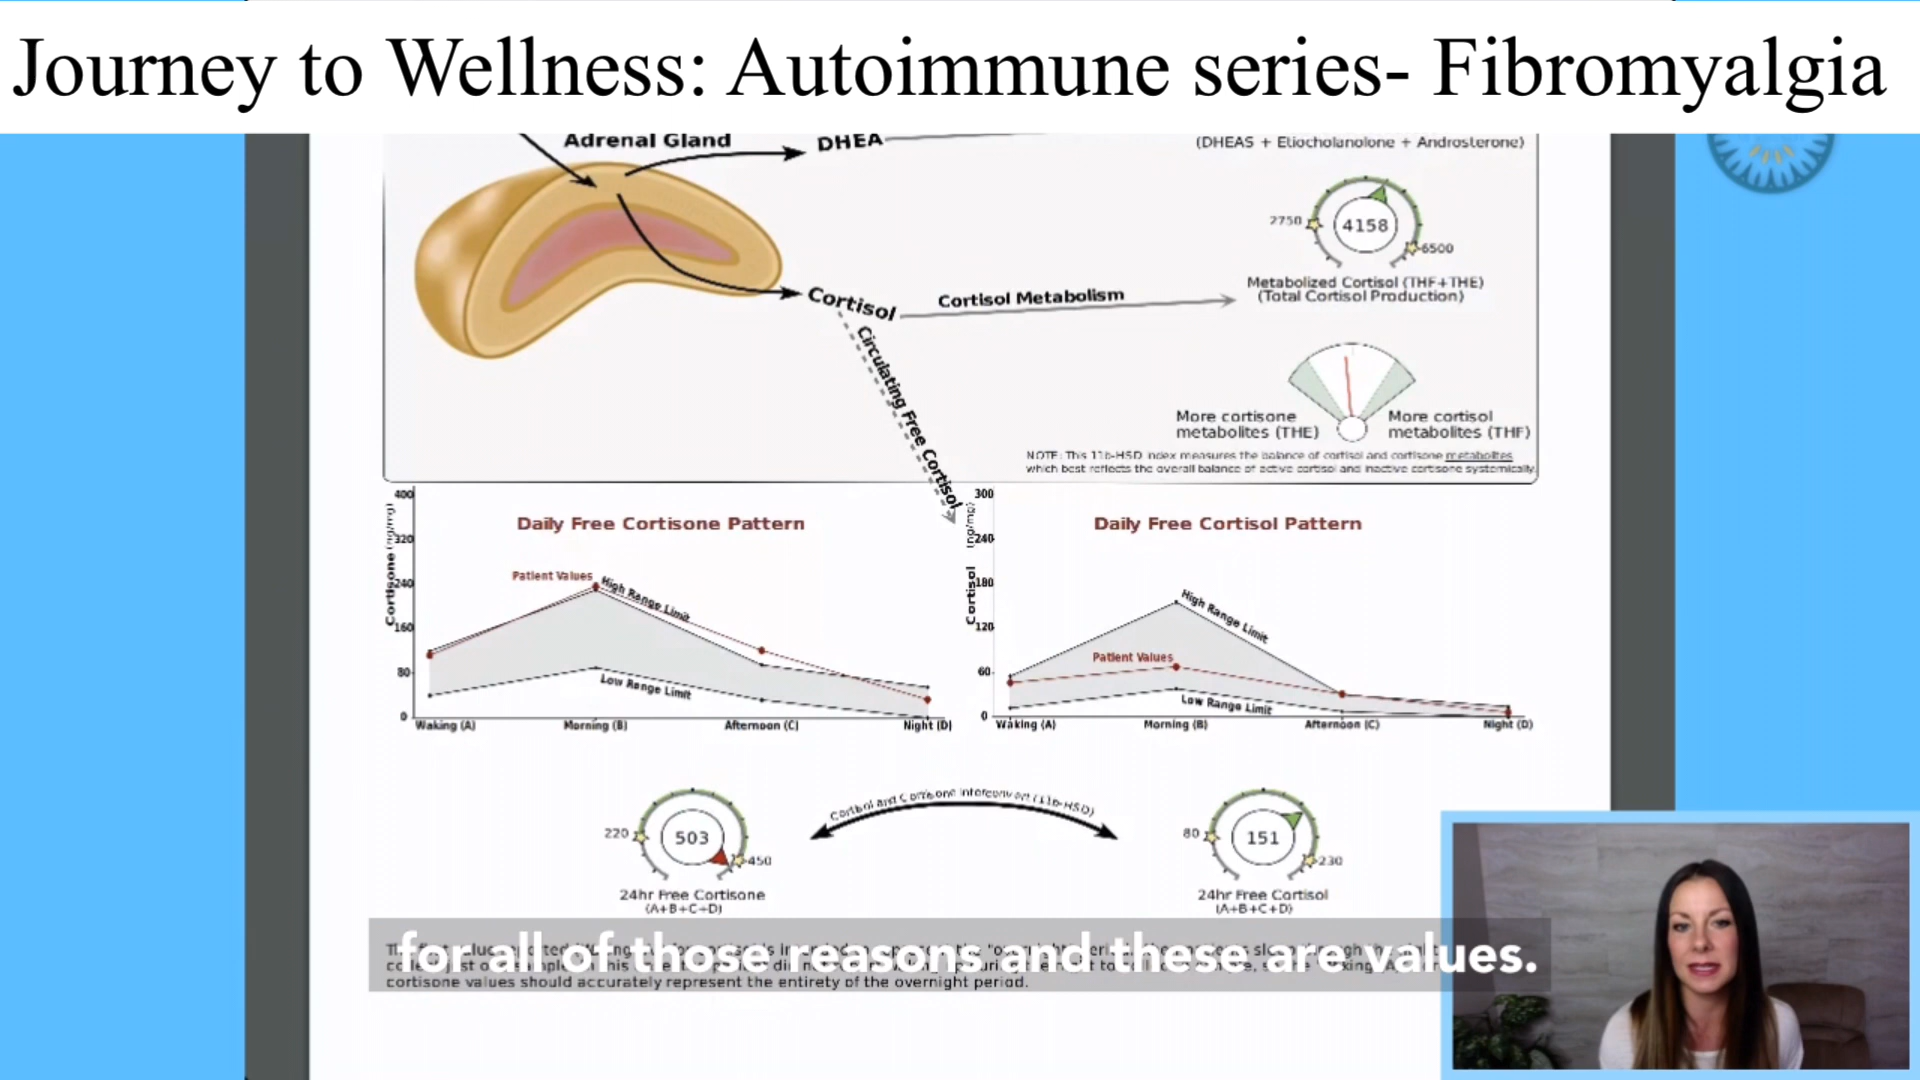 Journey to Wellness: Autoimmune series- Fibromyalgia
Adrenal Gland
DHEA
(DHEAS + Etiocholanolone + Androsterone)
2750
4158
6500
Metabolized Cortisol (THF+THE)
(Total Cortisol Production)
Cortisol
Cortisol Metabolism
Circulating Free Cortisol
More cortisone
metabolites (THE)
More cortisol
metabolites (THF)
NOTE: This 11b-HSD index measures the balance of cortisol and cortisone metabolites
which best reflects the overall balance of active cortisol and inactive cortisone systemically.
Daily Free Cortisone Pattern
Cortisone (ng/mg)
400
320
240
160
80
0
Patient Values
High Range Limit
Low Range Limit
Waking (A)
Morning (B)
Afternoon (C)
Night (D)
Daily Free Cortisol Pattern
Cortisol (ng/mg)
300
240
180
120
60
0
High Range Limit
Patient Values
Low Range Limit
Waking (A)
Morning (B)
Afternoon (C)
Night (D)
220
503
450
24hr Free Cortisone
(A+B+C+D)
Cortisol and Cortisone interconvert (11b-HSD)
80
151
230
24hr Free Cortisol
(A+B+C+D)
for all of those reasons and these are values.
cortisone values should accurately represent the entirety of the overnight period.